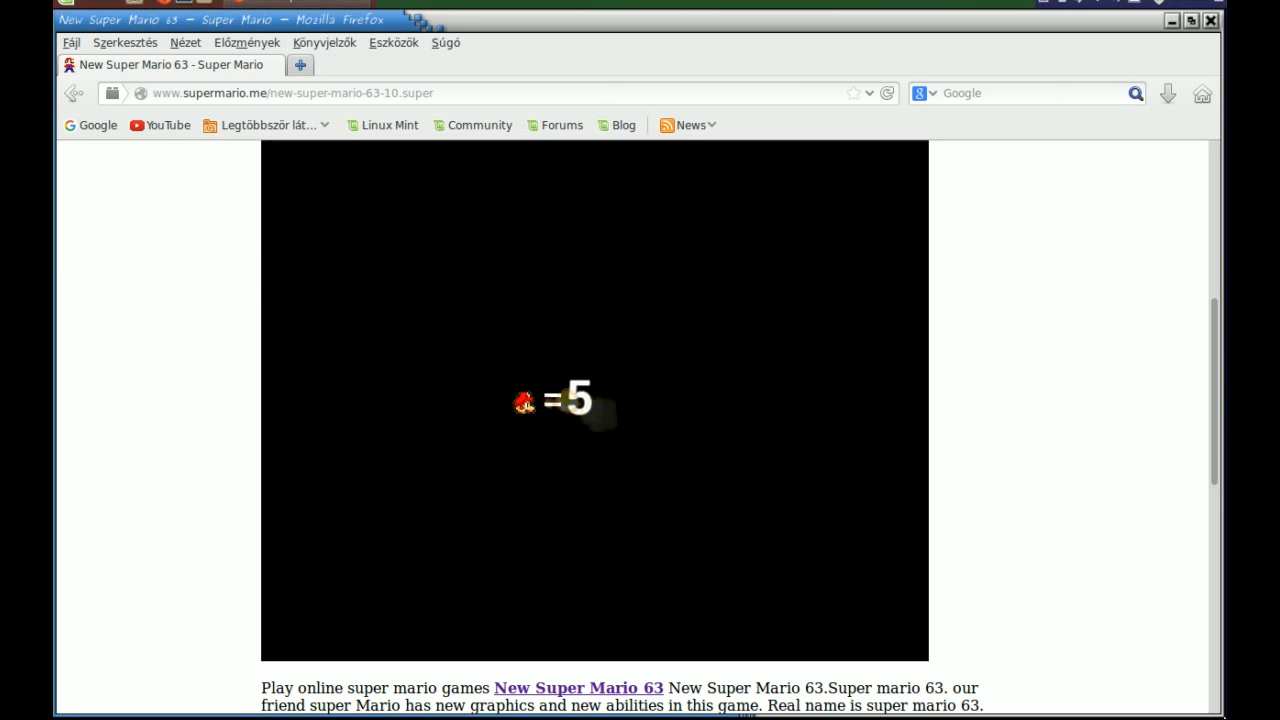 New Super Mario 63 - Super Mario - Mozilla Firefox
Fájl Szerkesztés Nézet Előzmények Könyvjelzők Eszközök Súgó
New Super Mario 63 - Super Mario
www.supermario.me/new-super-mario-63-10.super
Google
Google YouTube Legtöbbször lát... Linux Mint Community Forums Blog News
=5
Play online super mario games New Super Mario 63 New Super Mario 63.Super mario 63. our
friend super Mario has new graphics and new abilities in this game. Real name is super mario 63.